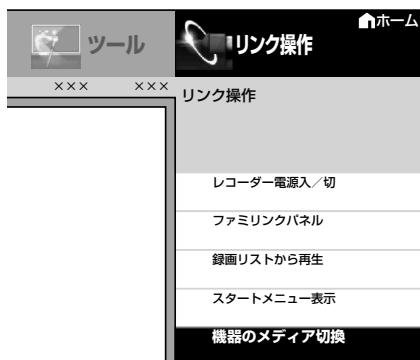 ホーム
ツール
リンク操作
××× ×××
リンク操作
レコーダー電源入／切
ファミリンクパネル
録画リストから再生
スタートメニュー表示
機器のメディア切換